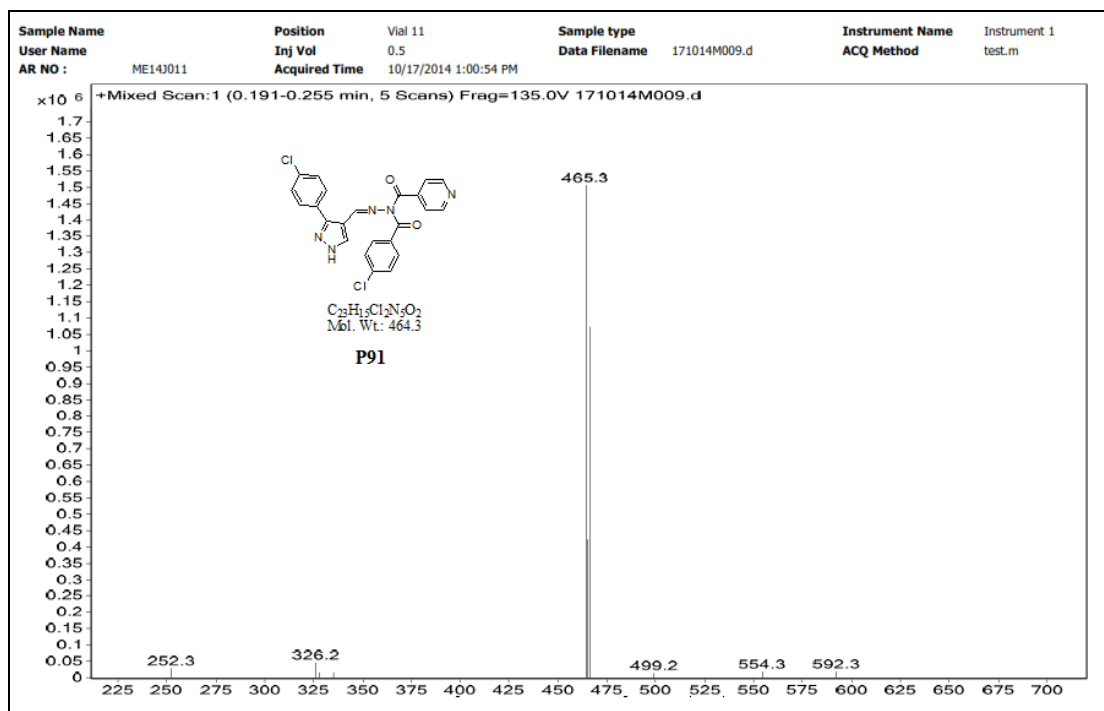 Sample Name Position Vial 11 Sample type Instrument Name Instrument 1
User Name Inj Vol 0.5 Data Filename 171014M009.d ACQ Method test.m
AR NO : ME14J011 Acquired Time 10/17/2014 1:00:54 PM
x10 6 +Mixed Scan:1 (0.191-0.255 min, 5 Scans) Frag=135.0V 171014M009.d
1.7
1.65
1.6
1.55
1.5
1.45
1.4
1.35
1.3
1.25
1.2
1.15
1.1
1.05
1
0.95
0.9
0.85
0.8
0.75
0.7
0.65
0.6
0.55
0.5
0.45
0.4
0.35
0.3
0.25
0.2
0.15
0.1
0.05
0
465.3
Cl
O
N
N
N
O
N
N
H
Cl
C23H15Cl2N5O2
Mol. Wt.: 464.3
P91
252.3 326.2 499.2 554.3 592.3
225 250 275 300 325 350 375 400 425 450 475 500 525 550 575 600 625 650 675 700